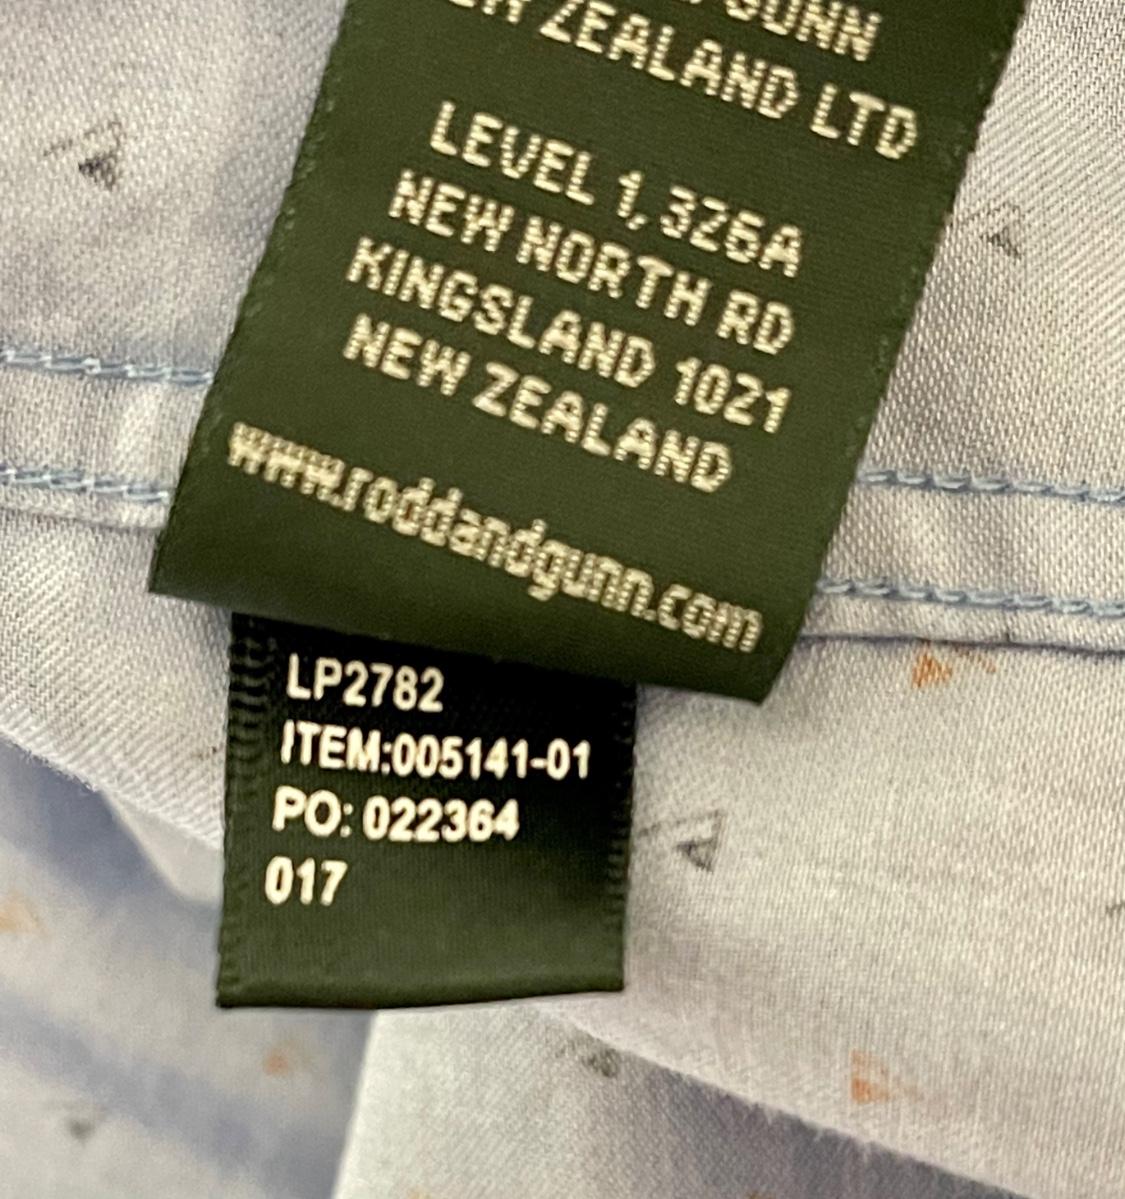 GUNN
ZEALAND LTD
LEVEL 1, 326A
NEW NORTH RD
KINGSLAND 1021
NEW ZEALAND
www.roddandgunn.com
LP2782
ITEM:005141-01
PO: 022364
017